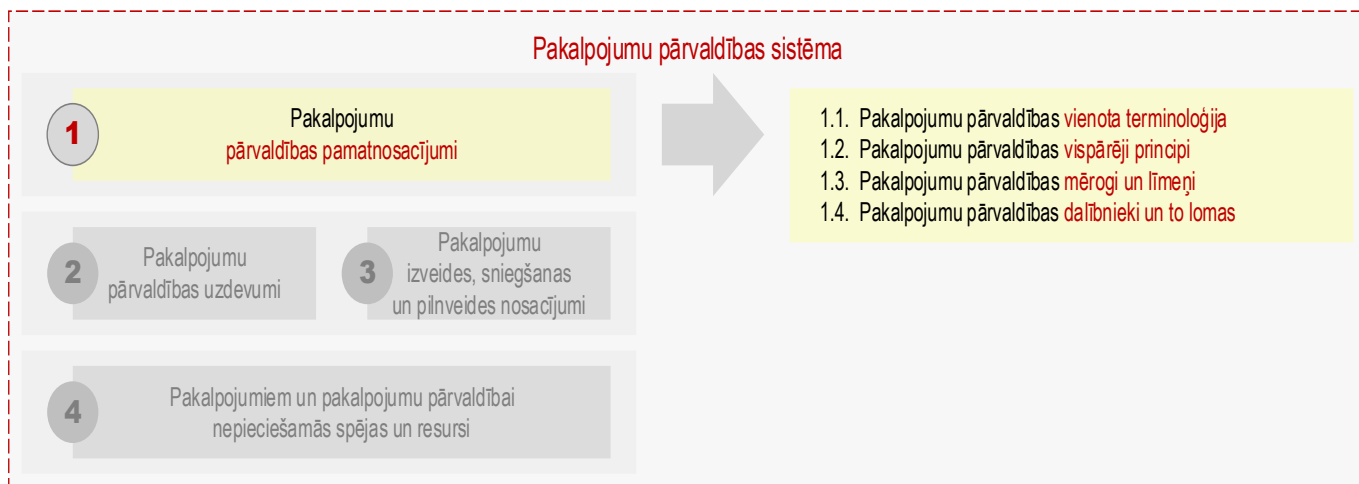 Pakalpojumu pārvaldības sistēma
1
Pakalpojumu
pārvaldības pamatnosacījumi
1.1. Pakalpojumu pārvaldības vienota terminoloģija
1.2. Pakalpojumu pārvaldības vispārēji principi
1.3. Pakalpojumu pārvaldības mērogi un līmeņi
1.4. Pakalpojumu pārvaldības dalībnieki un to lomas
2
Pakalpojumu
pārvaldības uzdevumi
3
Pakalpojumu
izveides, sniegšanas
un pilnveides nosacījumi
4
Pakalpojumiem un pakalpojumu pārvaldībai
nepieciešamās spējas un resursi